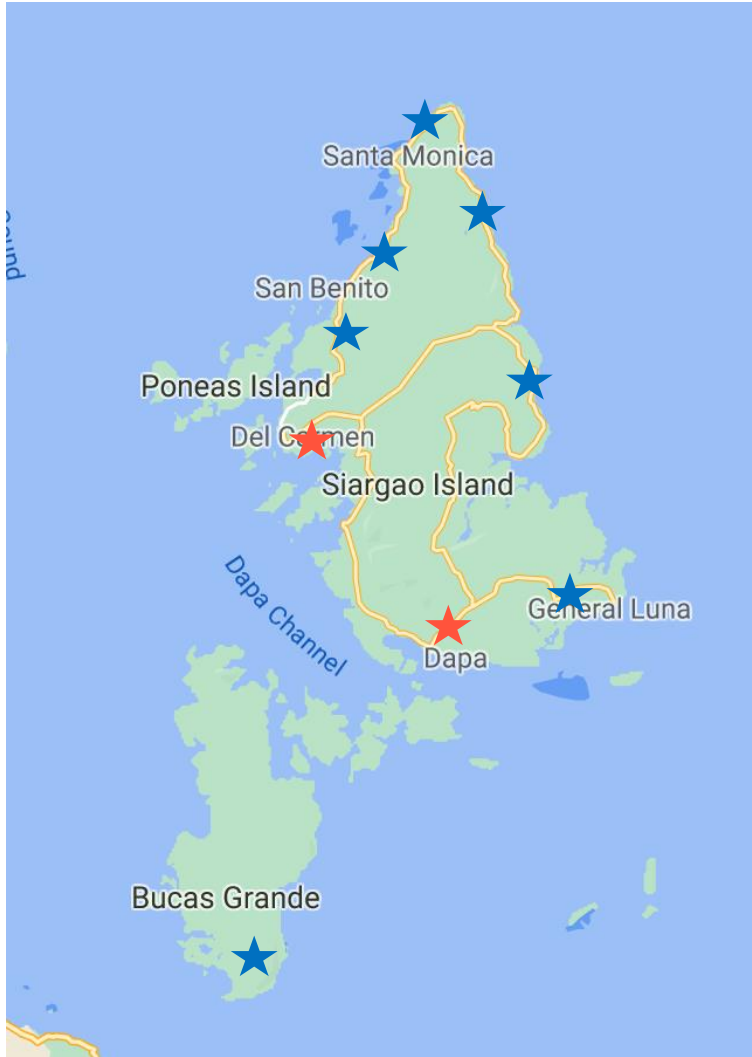 Santa Monica
San Benito
Poneas Island
Del Carmen
Siargao Island
Dapa Channel
General Luna
Dapa
Bucas Grande